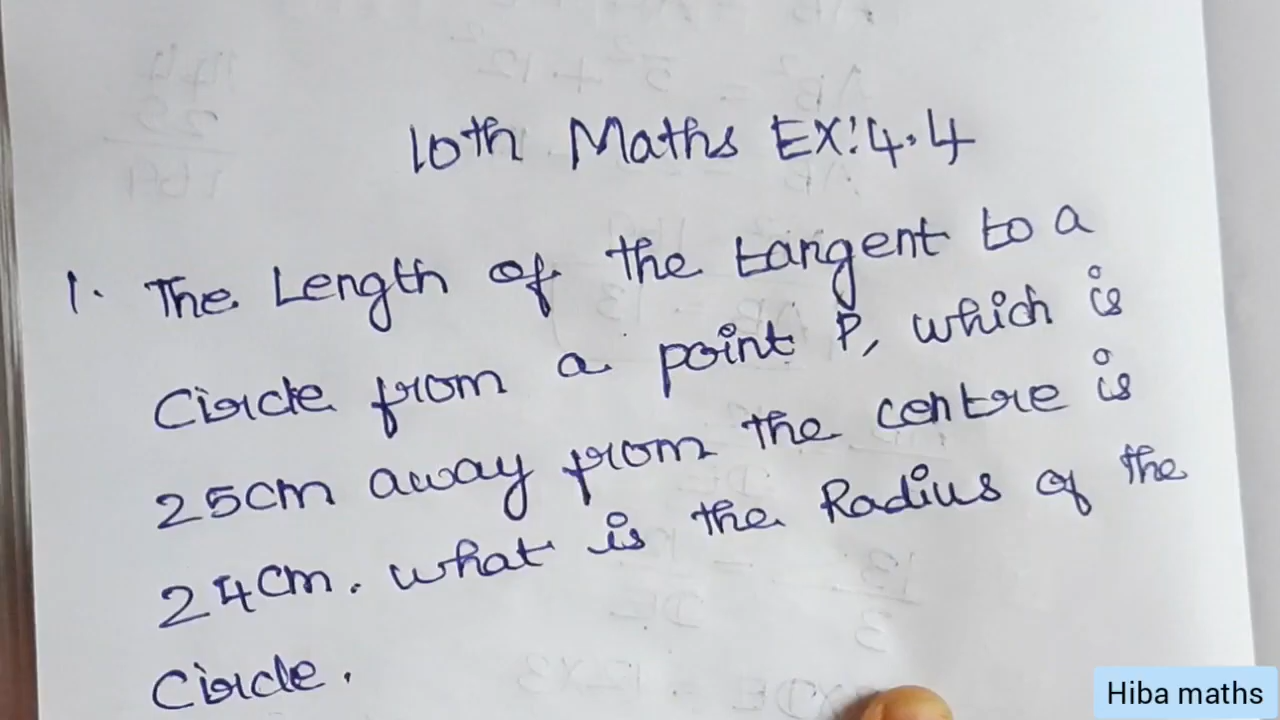 10th Maths EX:4.4
1. The Length of the tangent to a
Circle from a point P, which is
25cm away from the centre is
24cm. what is the Radius of the
Circle.
Hiba maths